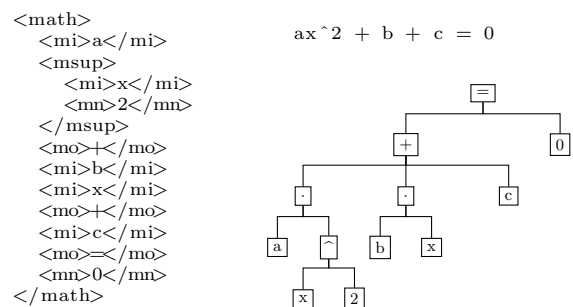 <math>
<mi>a</mi>
<msup>
<mi>x</mi>
<mn>2</mn>
</msup>
<mo>+</mo>
<mi>b</mi>
<mi>x</mi>
<mo>+</mo>
<mi>c</mi>
<mo>=</mo>
<mn>0</mn>
</math>
ax^2 + b + c = 0
=
+ 0
· · c
a ^ b x
x 2